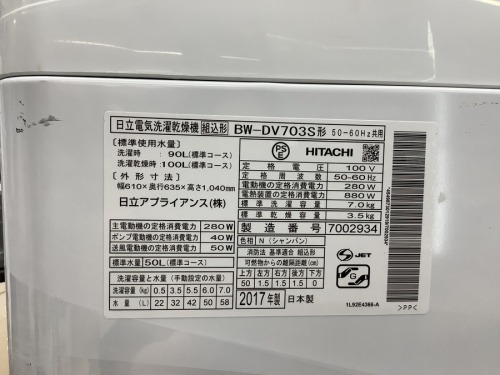 日立電気洗濯乾燥機 組込形 BW-DV703S形 50-60Hz共用
[標準使用水量]
洗濯時:90L(標準コース)
洗濯乾燥時:100L(標準コース)
[外形寸法]
幅610×奥行635×高さ1,040mm
日立アプライアンス(株)
主電動機の定格消費電力 280W
ポンプ電動機の定格消費電力 40W
送風電動機の定格消費電力 50W
標準水量 50L(標準コース)
洗濯容量と水量(手動設定の水量)
洗濯容量(kg) 0.5 3.5 5.5 6.0 7.0
水量(L) 22 32 42 50 58
PSE HITACHI
定格電圧 100V
定格周波数 50-60Hz
電動機の定格消費電力 280W
電熱装置の定格消費電力 880W
標準洗濯容量 7.0kg
標準乾燥容量 3.5kg
製造番号 7002934
色相 N(シャンパン)
消防法 基準適合 組込形
可燃物からの離隔距離(cm)
上方 左方 右方 前方 後方 下方
50 1.5 1.5 1.5 1.5 0
2017年製 日本製
S JET
G
1L92E4366-A
>PP<